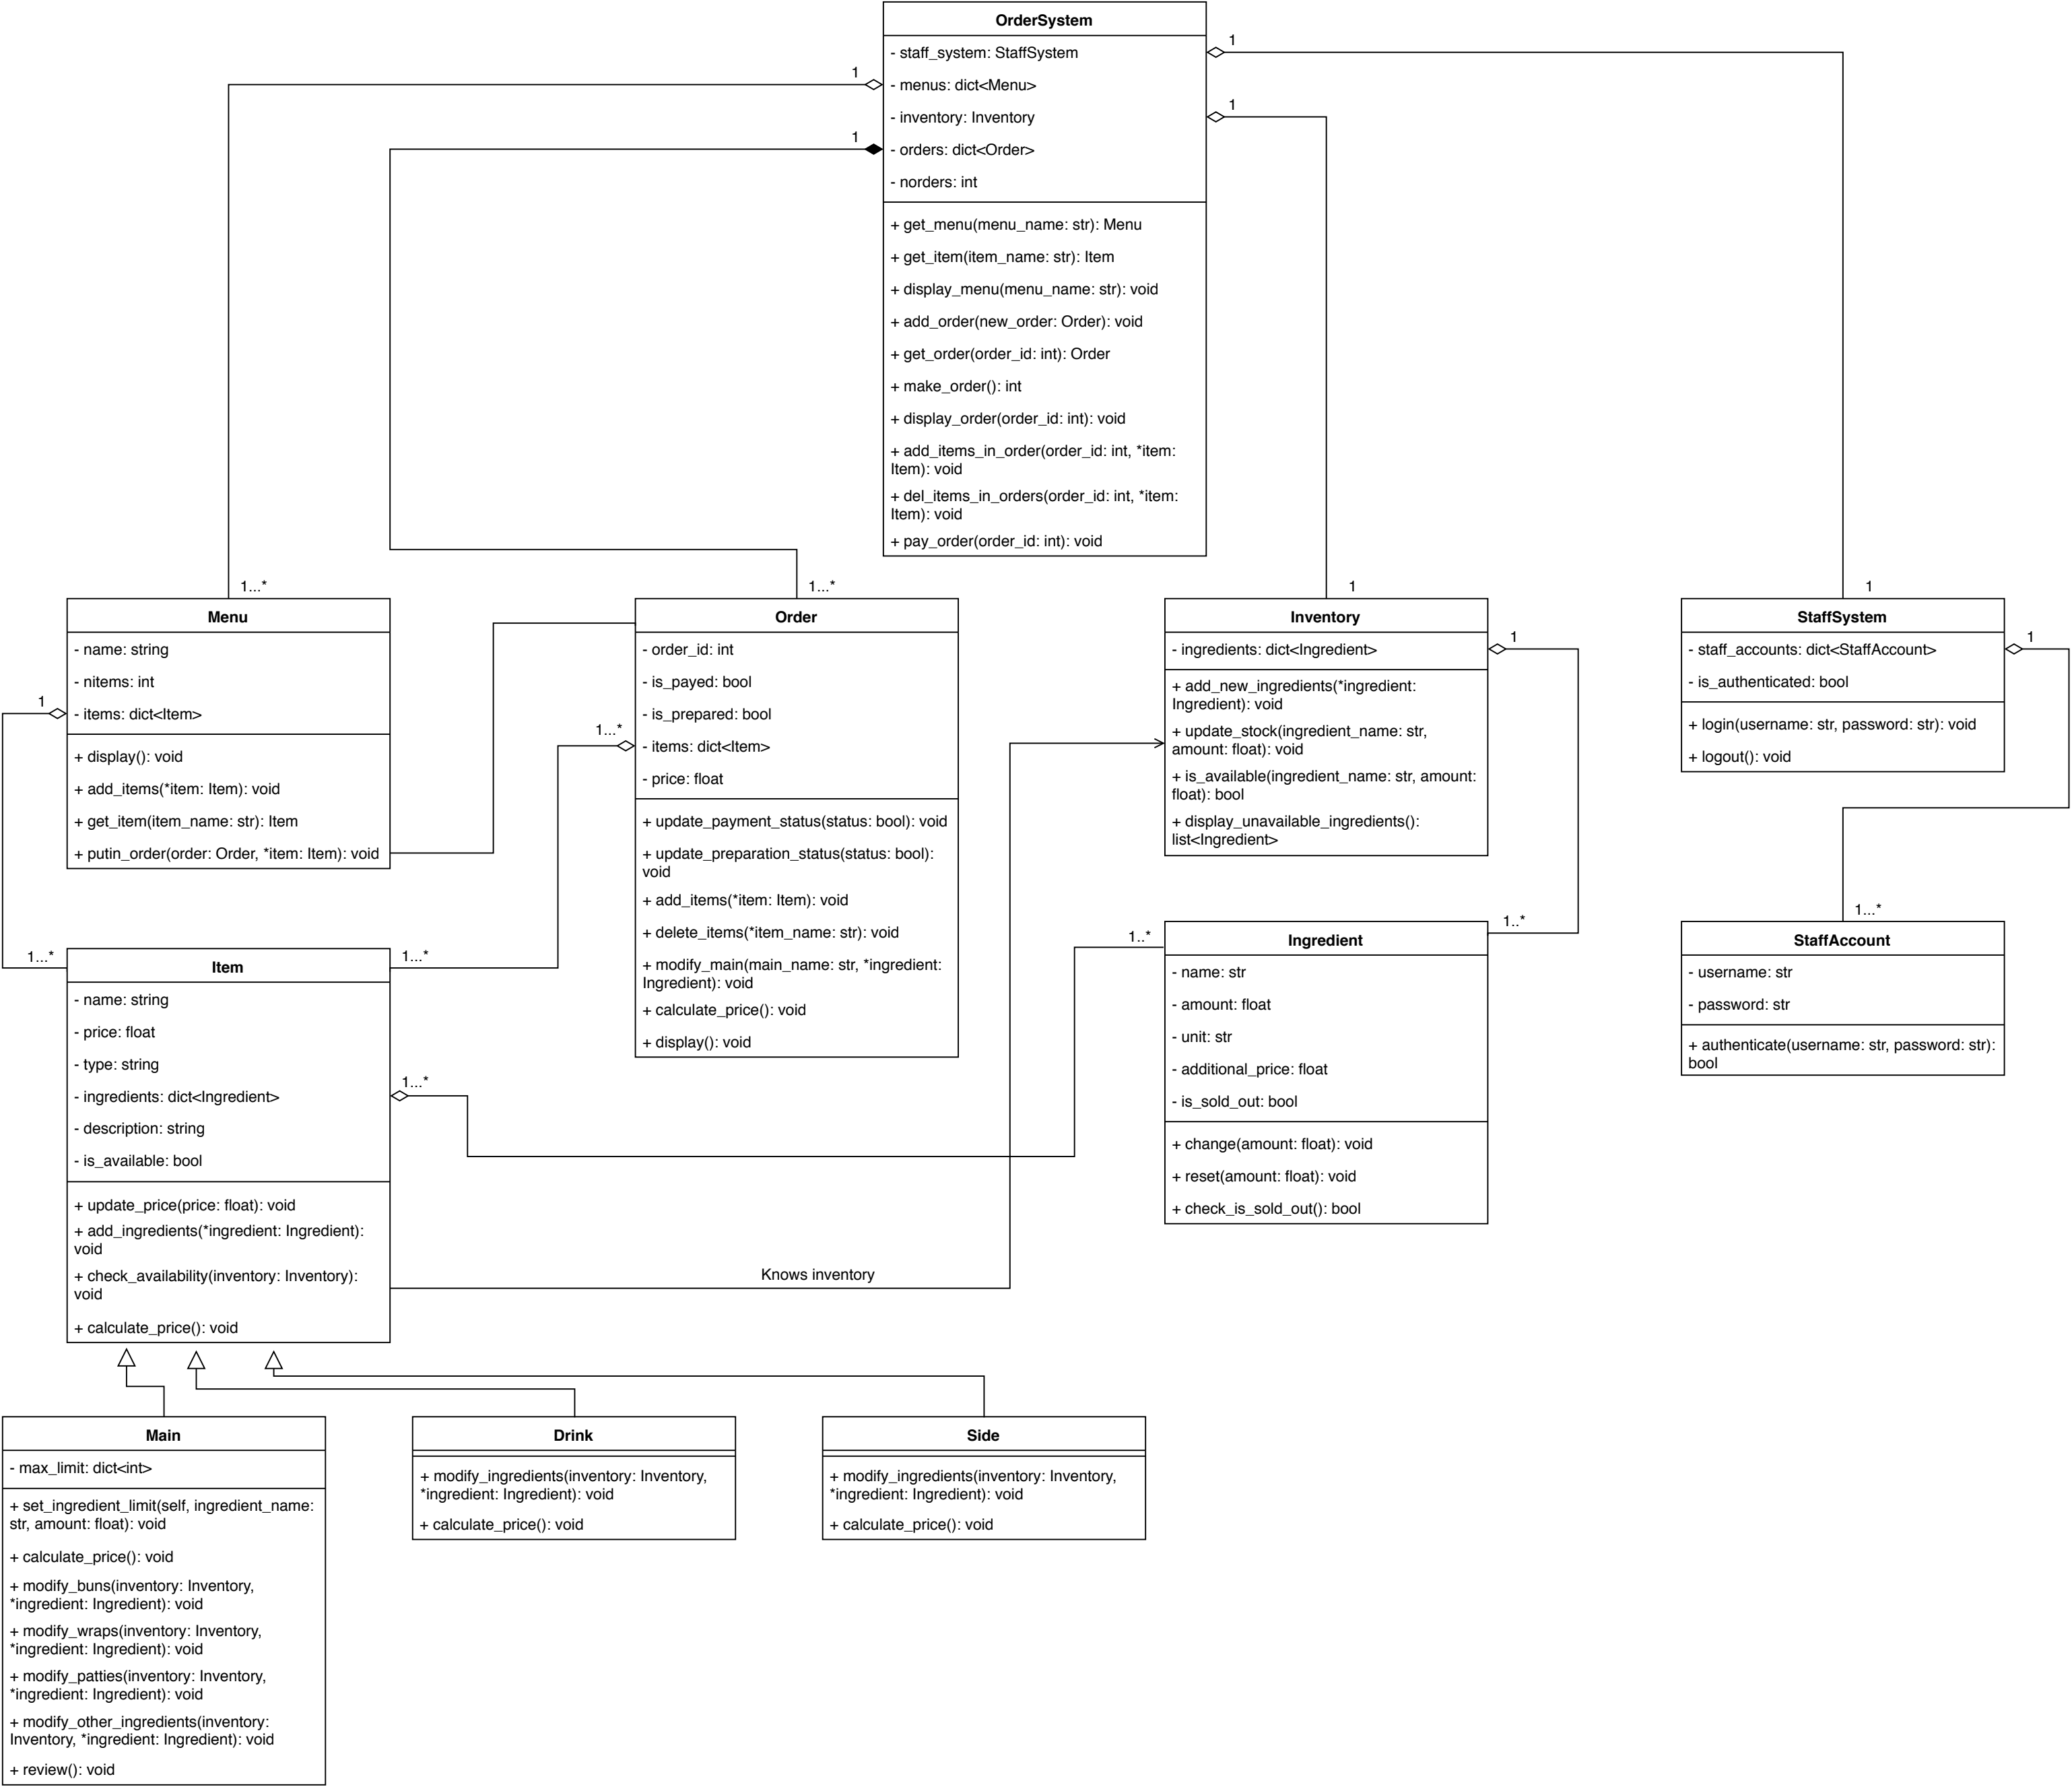 OrderSystem
- staff_system: StaffSystem
- menus: dict<Menu>
- inventory: Inventory
- orders: dict<Order>
- norders: int
+ get_menu(menu_name: str): Menu
+ get_item(item_name: str): Item
+ display_menu(menu_name: str): void
+ add_order(new_order: Order): void
+ get_order(order_id: int): Order
+ make_order(): int
+ display_order(order_id: int): void
+ add_items_in_order(order_id: int, *item:
Item): void
+ del_items_in_orders(order_id: int, *item:
Item): void
+ pay_order(order_id: int): void
1
1
1
1
1...*
1...*
1
1
Menu
- name: string
- nitems: int
- items: dict<Item>
+ display(): void
+ add_items(*item: Item): void
+ get_item(item_name: str): Item
+ putin_order(order: Order, *item: Item): void
1
1...*
Order
- order_id: int
- is_payed: bool
- is_prepared: bool
- items: dict<Item>
- price: float
+ update_payment_status(status: bool): void
+ update_preparation_status(status: bool):
void
+ add_items(*item: Item): void
+ delete_items(*item_name: str): void
+ modify_main(main_name: str, *ingredient:
Ingredient): void
+ calculate_price(): void
+ display(): void
1...*
1...*
Inventory
- ingredients: dict<Ingredient>
+ add_new_ingredients(*ingredient:
Ingredient): void
+ update_stock(ingredient_name: str,
amount: float): void
+ is_available(ingredient_name: str, amount:
float): bool
+ display_unavailable_ingredients():
list<Ingredient>
1
1..*
StaffSystem
- staff_accounts: dict<StaffAccount>
- is_authenticated: bool
+ login(username: str, password: str): void
+ logout(): void
1
1...*
Item
- name: string
- price: float
- type: string
- ingredients: dict<Ingredient>
- description: string
- is_available: bool
+ update_price(price: float): void
+ add_ingredients(*ingredient: Ingredient):
void
+ check_availability(inventory: Inventory):
void
+ calculate_price(): void
1...*
1..*
Knows inventory
Ingredient
- name: str
- amount: float
- unit: str
- additional_price: float
- is_sold_out: bool
+ change(amount: float): void
+ reset(amount: float): void
+ check_is_sold_out(): bool
StaffAccount
- username: str
- password: str
+ authenticate(username: str, password: str):
bool
Main
- max_limit: dict<int>
+ set_ingredient_limit(self, ingredient_name:
str, amount: float): void
+ calculate_price(): void
+ modify_buns(inventory: Inventory,
*ingredient: Ingredient): void
+ modify_wraps(inventory: Inventory,
*ingredient: Ingredient): void
+ modify_patties(inventory: Inventory,
*ingredient: Ingredient): void
+ modify_other_ingredients(inventory:
Inventory, *ingredient: Ingredient): void
+ review(): void
Drink
+ modify_ingredients(inventory: Inventory,
*ingredient: Ingredient): void
+ calculate_price(): void
Side
+ modify_ingredients(inventory: Inventory,
*ingredient: Ingredient): void
+ calculate_price(): void